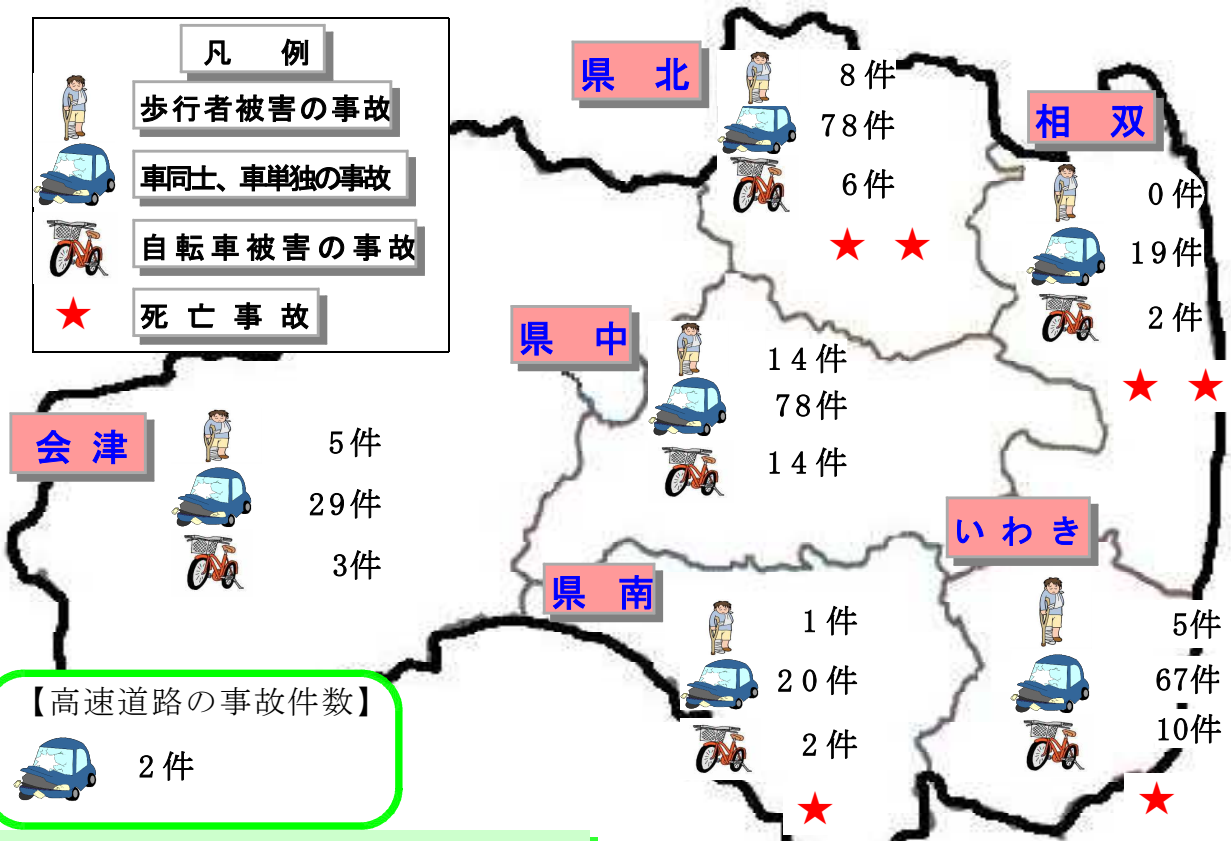 凡 例
歩行者被害の事故
車同士、車単独の事故
自転車被害の事故
死亡事故
県北
8件
78件
6件
相双
0件
19件
2件
県中
14件
78件
14件
会津
5件
29件
3件
いわき
5件
67件
10件
県南
1件
20件
2件
【高速道路の事故件数】
2件